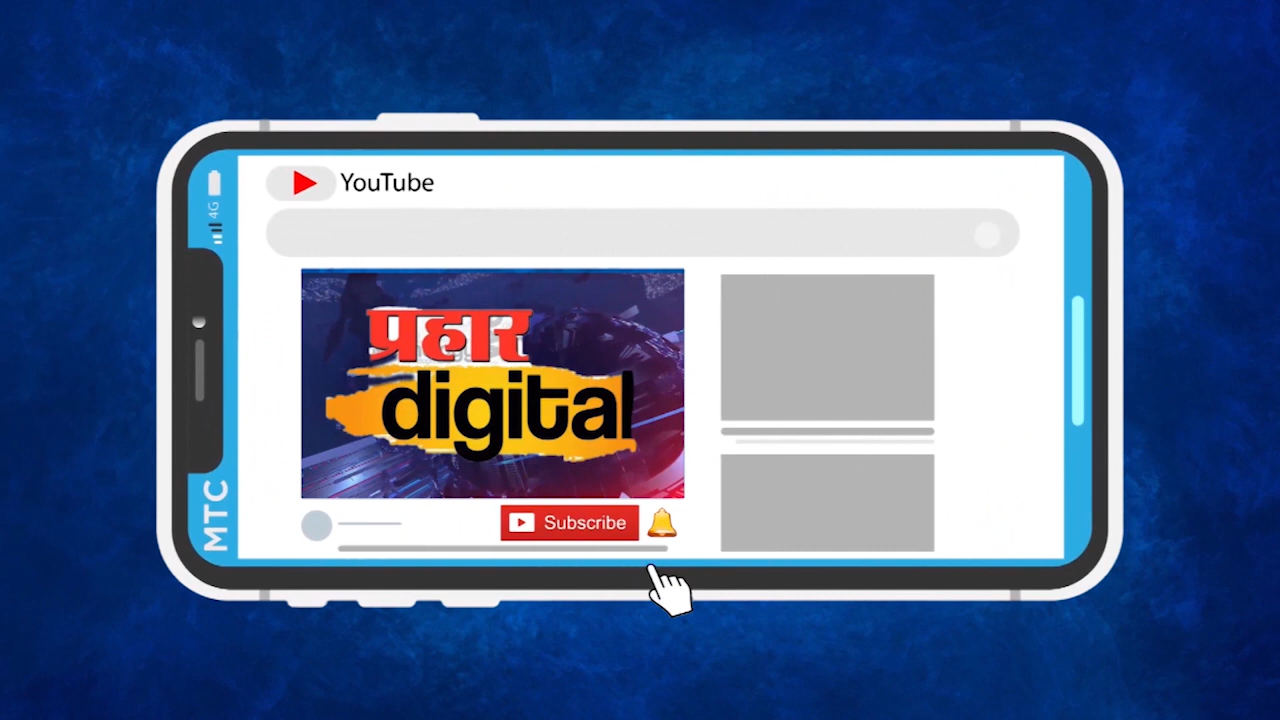 4G
MTC
YouTube
प्रहार
digital
Subscribe